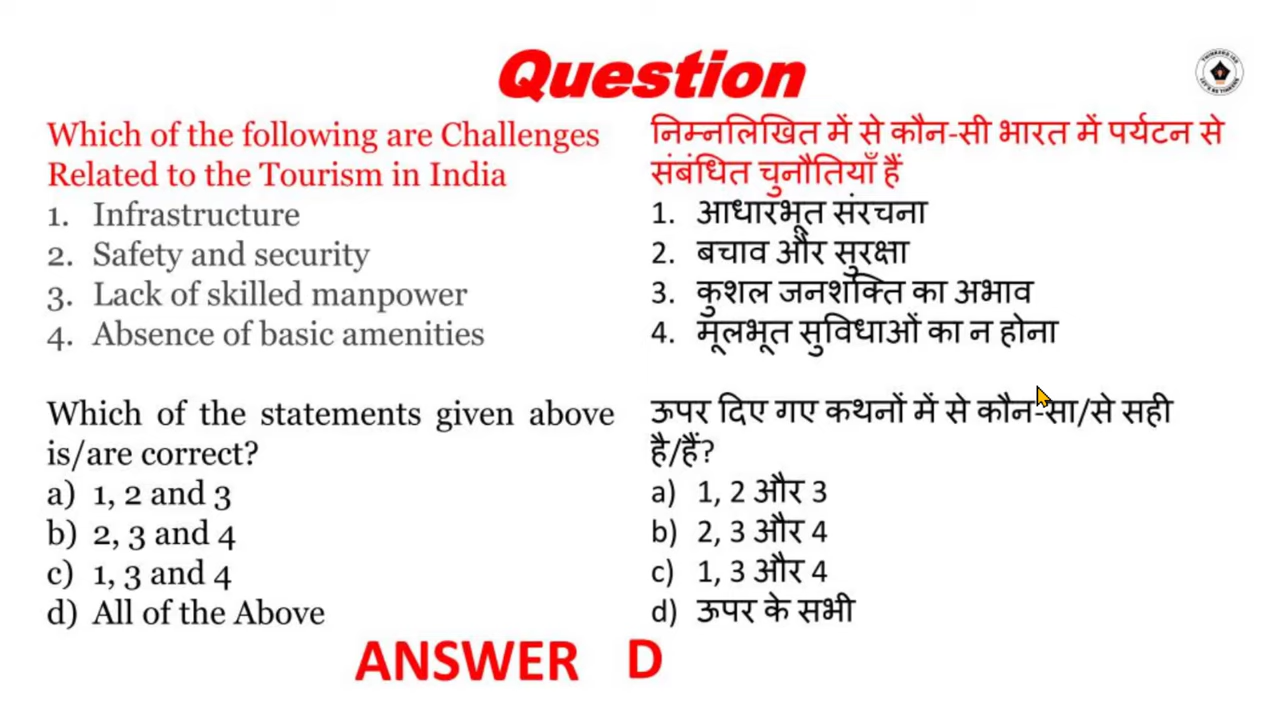 Question
Which of the following are Challenges
Related to the Tourism in India
1. Infrastructure
2. Safety and security
3. Lack of skilled manpower
4. Absence of basic amenities
Which of the statements given above
is/are correct?
a) 1, 2 and 3
b) 2, 3 and 4
c) 1, 3 and 4
d) All of the Above
निम्नलिखित में से कौन-सी भारत में पर्यटन से
संबंधित चुनौतियाँ हैं
1. आधारभूत संरचना
2. बचाव और सुरक्षा
3. कुशल जनशक्ति का अभाव
4. मूलभूत सुविधाओं का न होना
ऊपर दिए गए कथनों में से कौन-सा/से सही
है/हैं?
a) 1, 2 और 3
b) 2, 3 और 4
c) 1, 3 और 4
d) ऊपर के सभी
ANSWER D